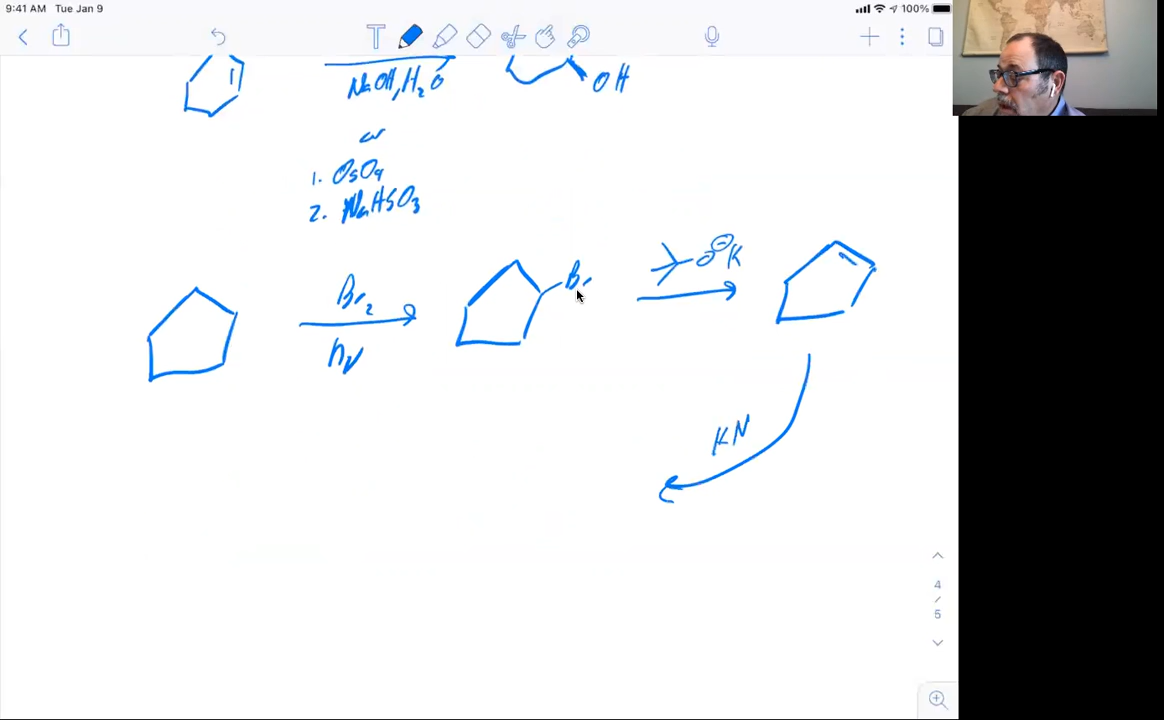 9:41 AM Tue Jan 9
100%
T
NaOH, H2O
OH
or
1. OsO4
2. NaHSO3
Br2
hν
Br
O⊖K
KN
4
/
5